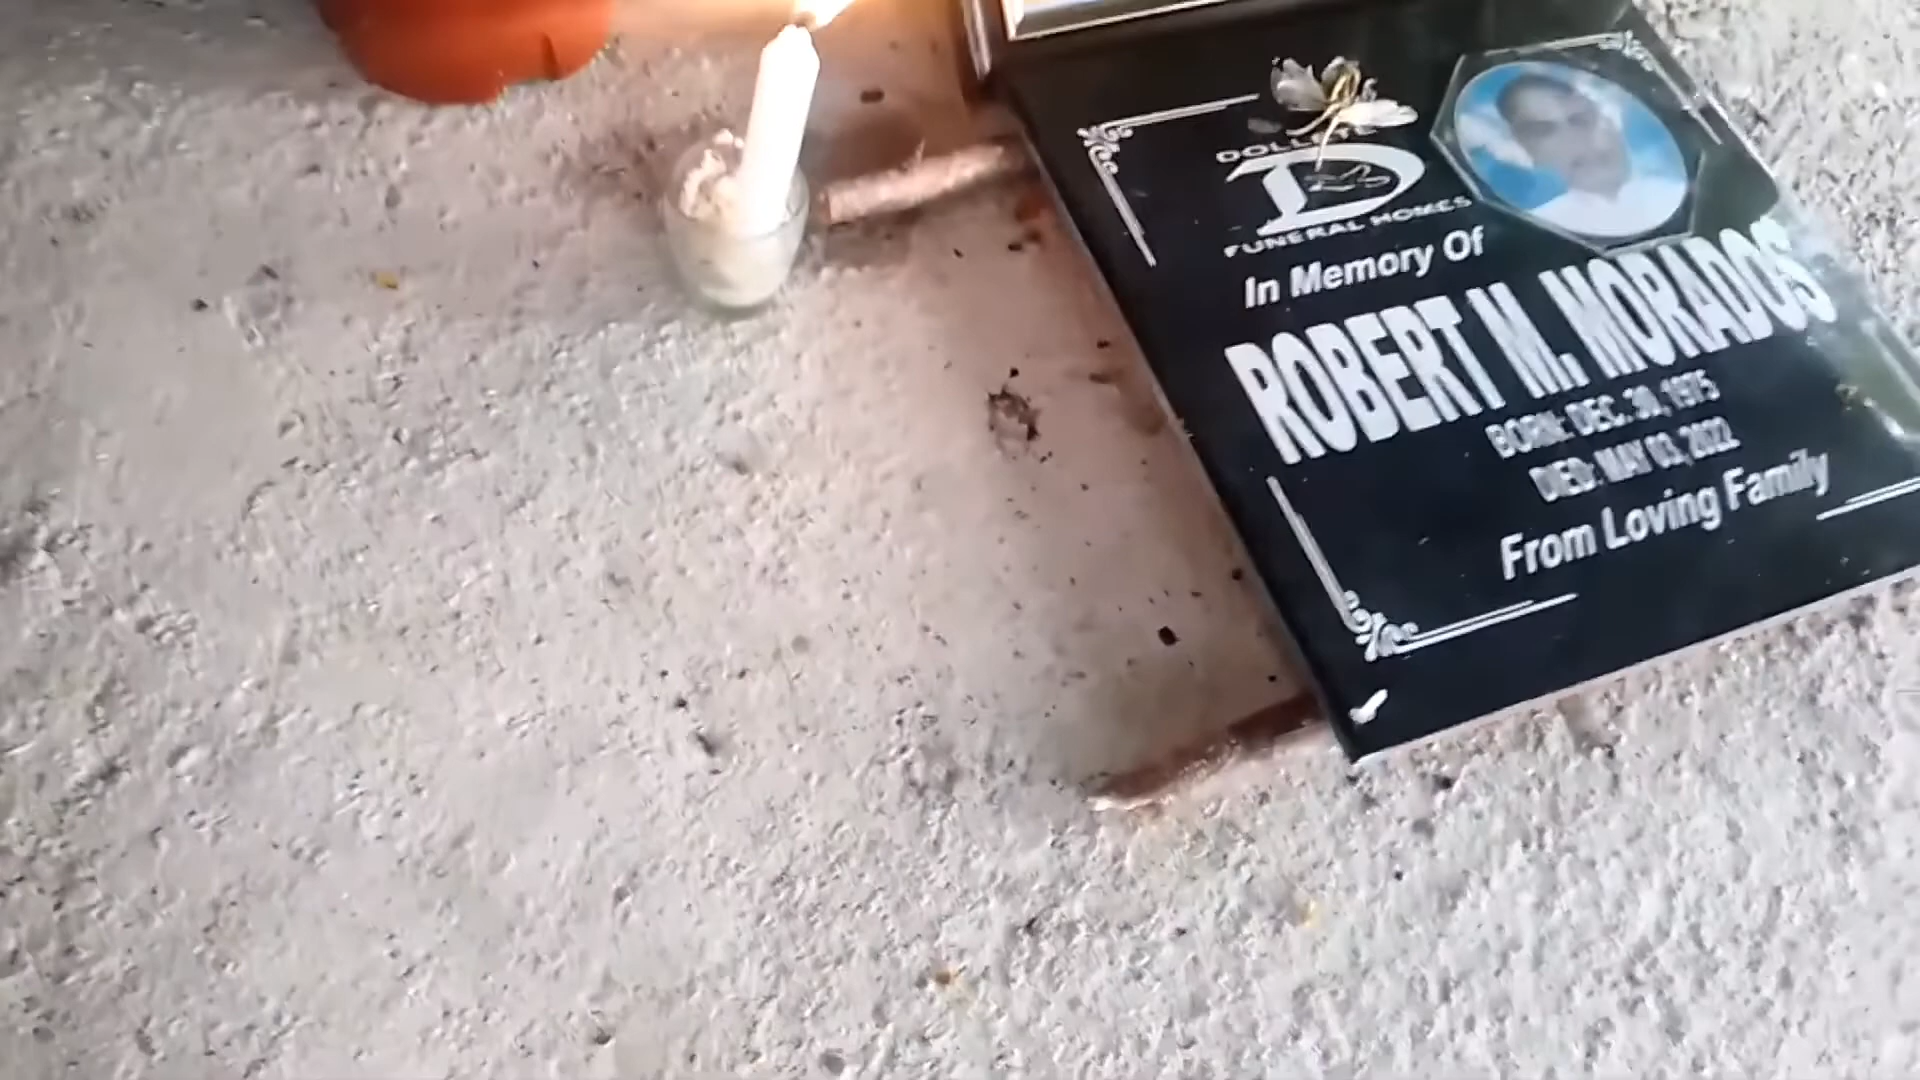 FUNERAL HOMES
In Memory Of
ROBERT M. MORADOS
BORN: DEC. 30, 1975
DIED: MAY 03, 2022
From Loving Family